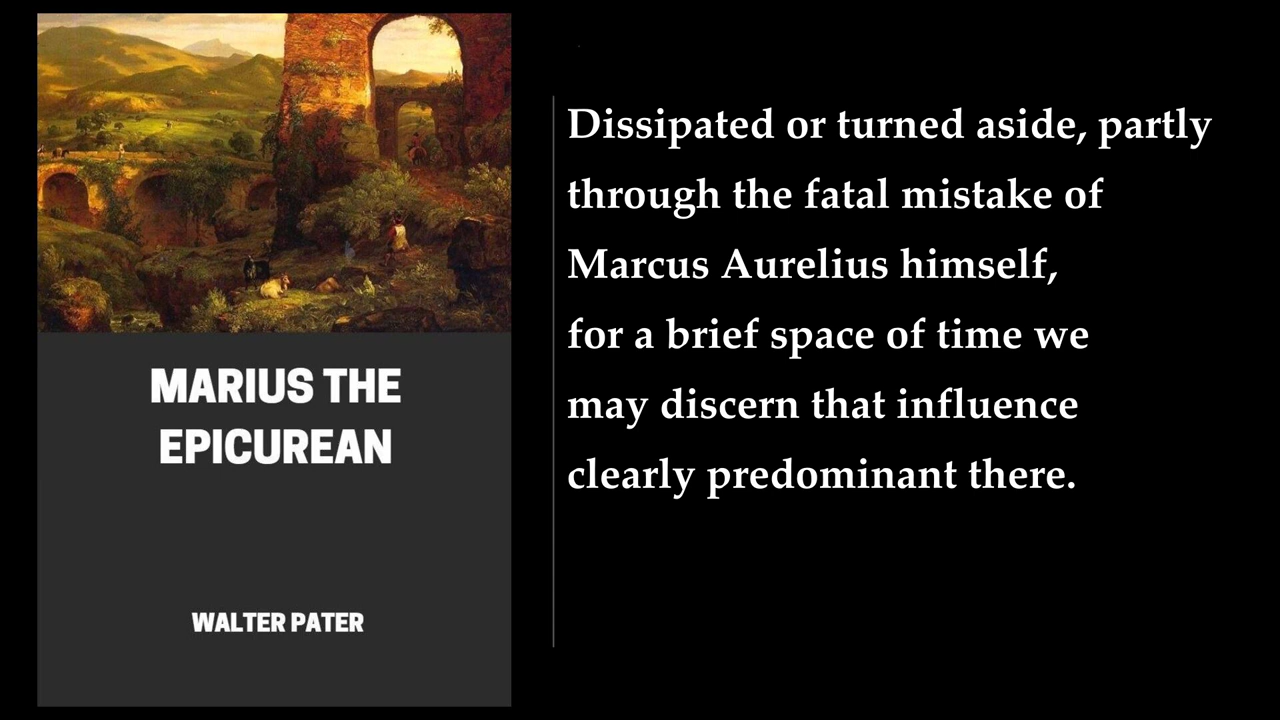 MARIUS THE
EPICUREAN
WALTER PATER
Dissipated or turned aside, partly
through the fatal mistake of
Marcus Aurelius himself,
for a brief space of time we
may discern that influence
clearly predominant there.